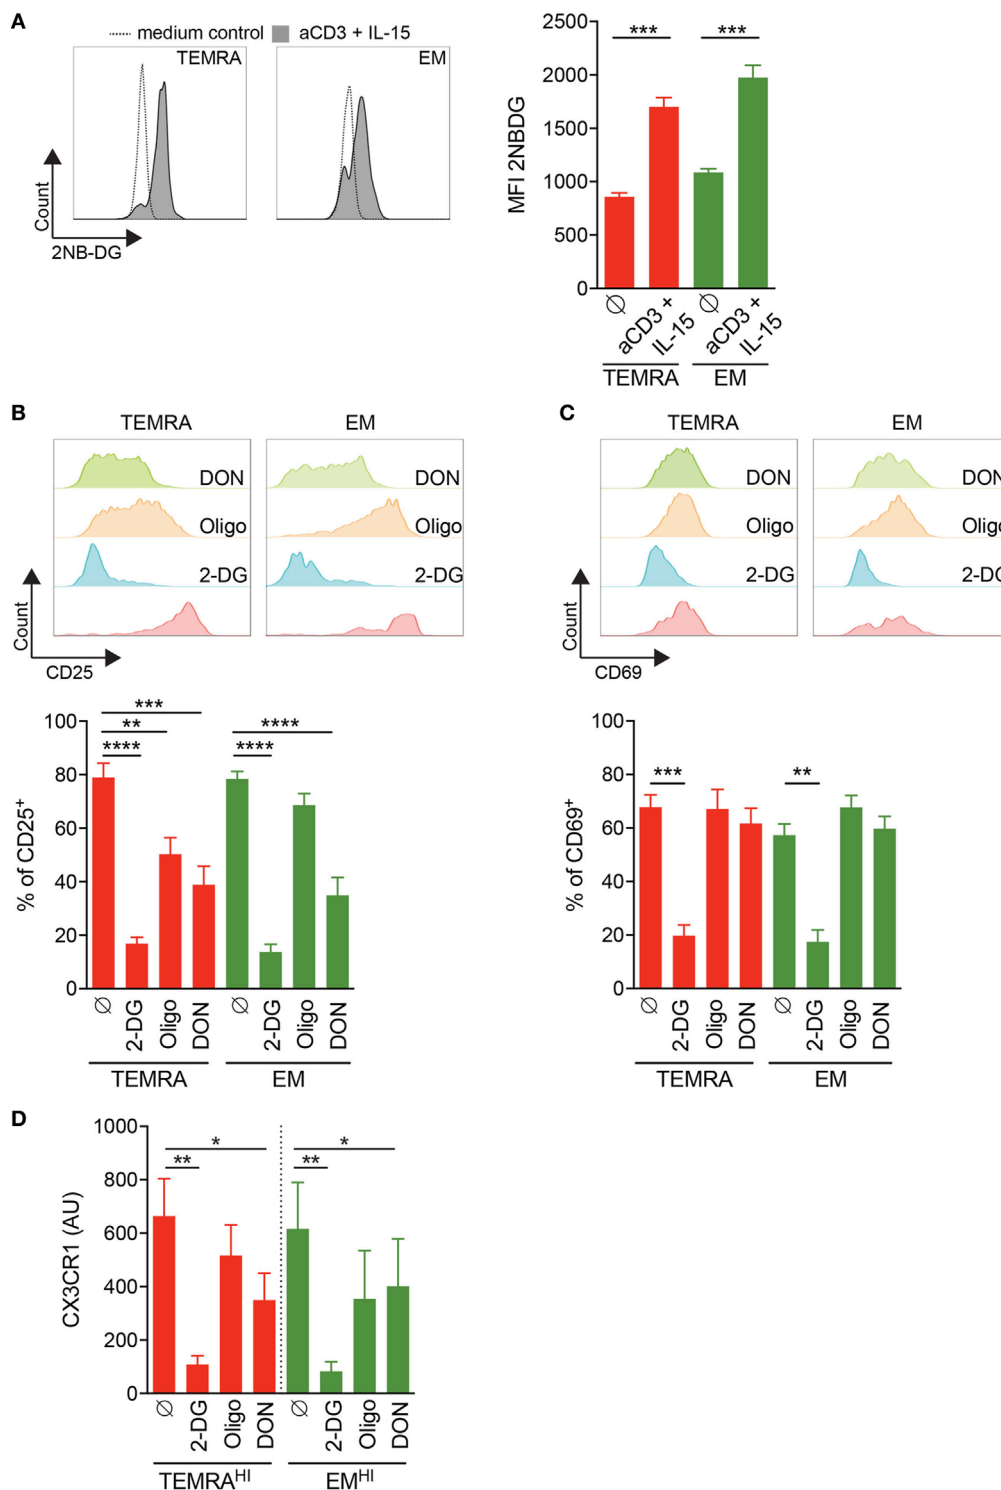 A
medium control
aCD3 + IL-15
TEMRA
EM
Count
2NB-DG
MFI 2NBDG
2500
2000
1500
1000
500
0
***
***
∅
aCD3 + IL-15
∅
aCD3 + IL-15
TEMRA
EM
B
TEMRA
EM
DON
DON
Oligo
Oligo
2-DG
2-DG
Count
CD25
% of CD25+
100
80
60
40
20
0
***
**
****
****
****
∅
2-DG
Oligo
DON
∅
2-DG
Oligo
DON
TEMRA
EM
C
TEMRA
EM
DON
DON
Oligo
Oligo
2-DG
2-DG
Count
CD69
% of CD69+
100
80
60
40
20
0
***
**
∅
2-DG
Oligo
DON
∅
2-DG
Oligo
DON
TEMRA
EM
D
CX3CR1 (AU)
1000
800
600
400
200
0
*
**
*
**
∅
2-DG
Oligo
DON
∅
2-DG
Oligo
DON
TEMRAHI
EMHI